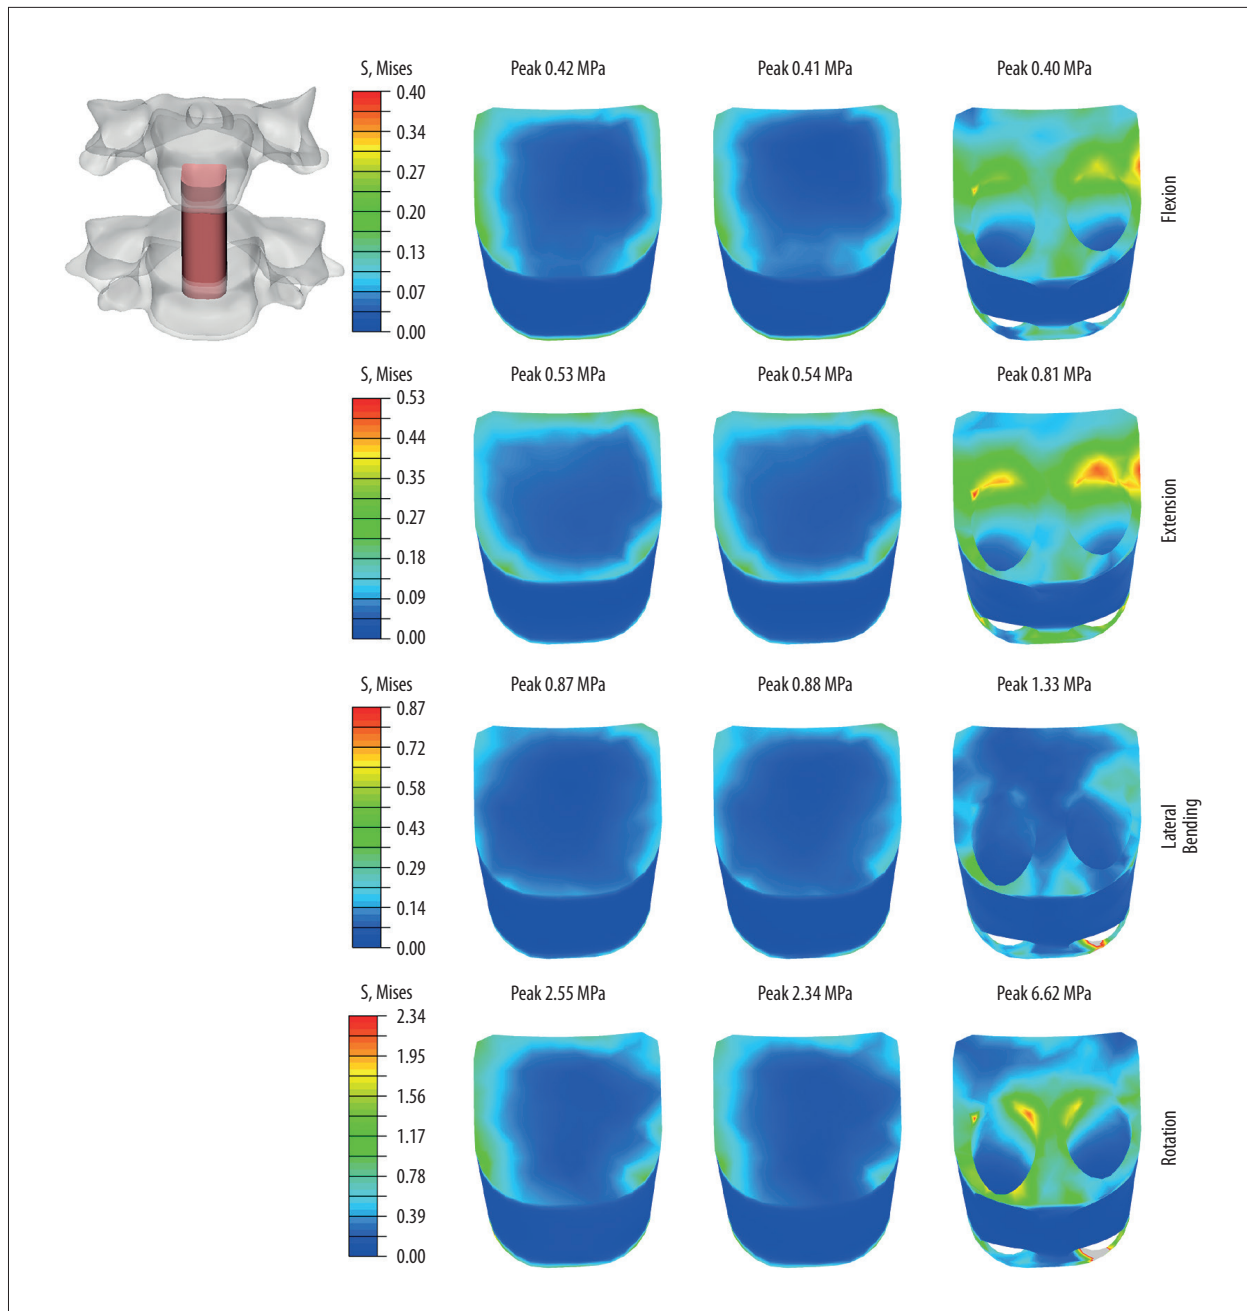 S, Mises
Peak 0.42 MPa
Peak 0.41 MPa
Peak 0.40 MPa
0.40
0.34
0.27
0.20
0.13
0.07
0.00
Flexion
S, Mises
Peak 0.53 MPa
Peak 0.54 MPa
Peak 0.81 MPa
0.53
0.44
0.35
0.27
0.18
0.09
0.00
Extension
S, Mises
Peak 0.87 MPa
Peak 0.88 MPa
Peak 1.33 MPa
0.87
0.72
0.58
0.43
0.29
0.14
0.00
Lateral
Bending
S, Mises
Peak 2.55 MPa
Peak 2.34 MPa
Peak 6.62 MPa
2.34
1.95
1.56
1.17
0.78
0.39
0.00
Rotation